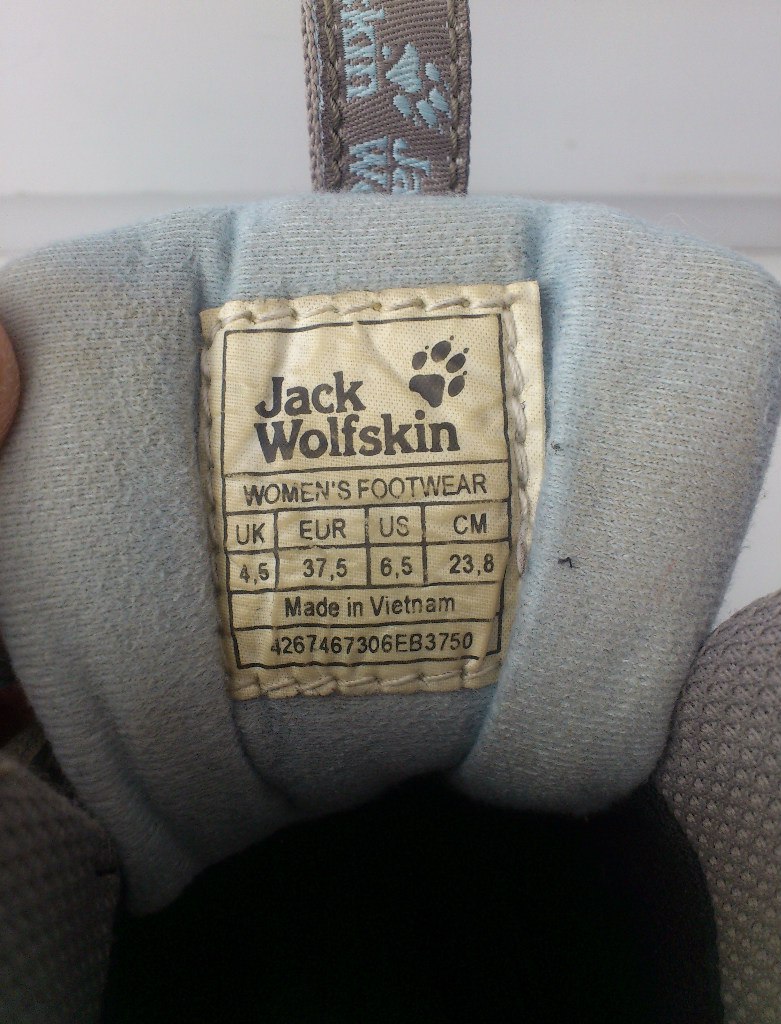 Jack
Wolfskin
WOMEN'S FOOTWEAR
UK EUR US CM
4,5 37,5 6,5 23,8
Made in Vietnam
4267467306EB3750